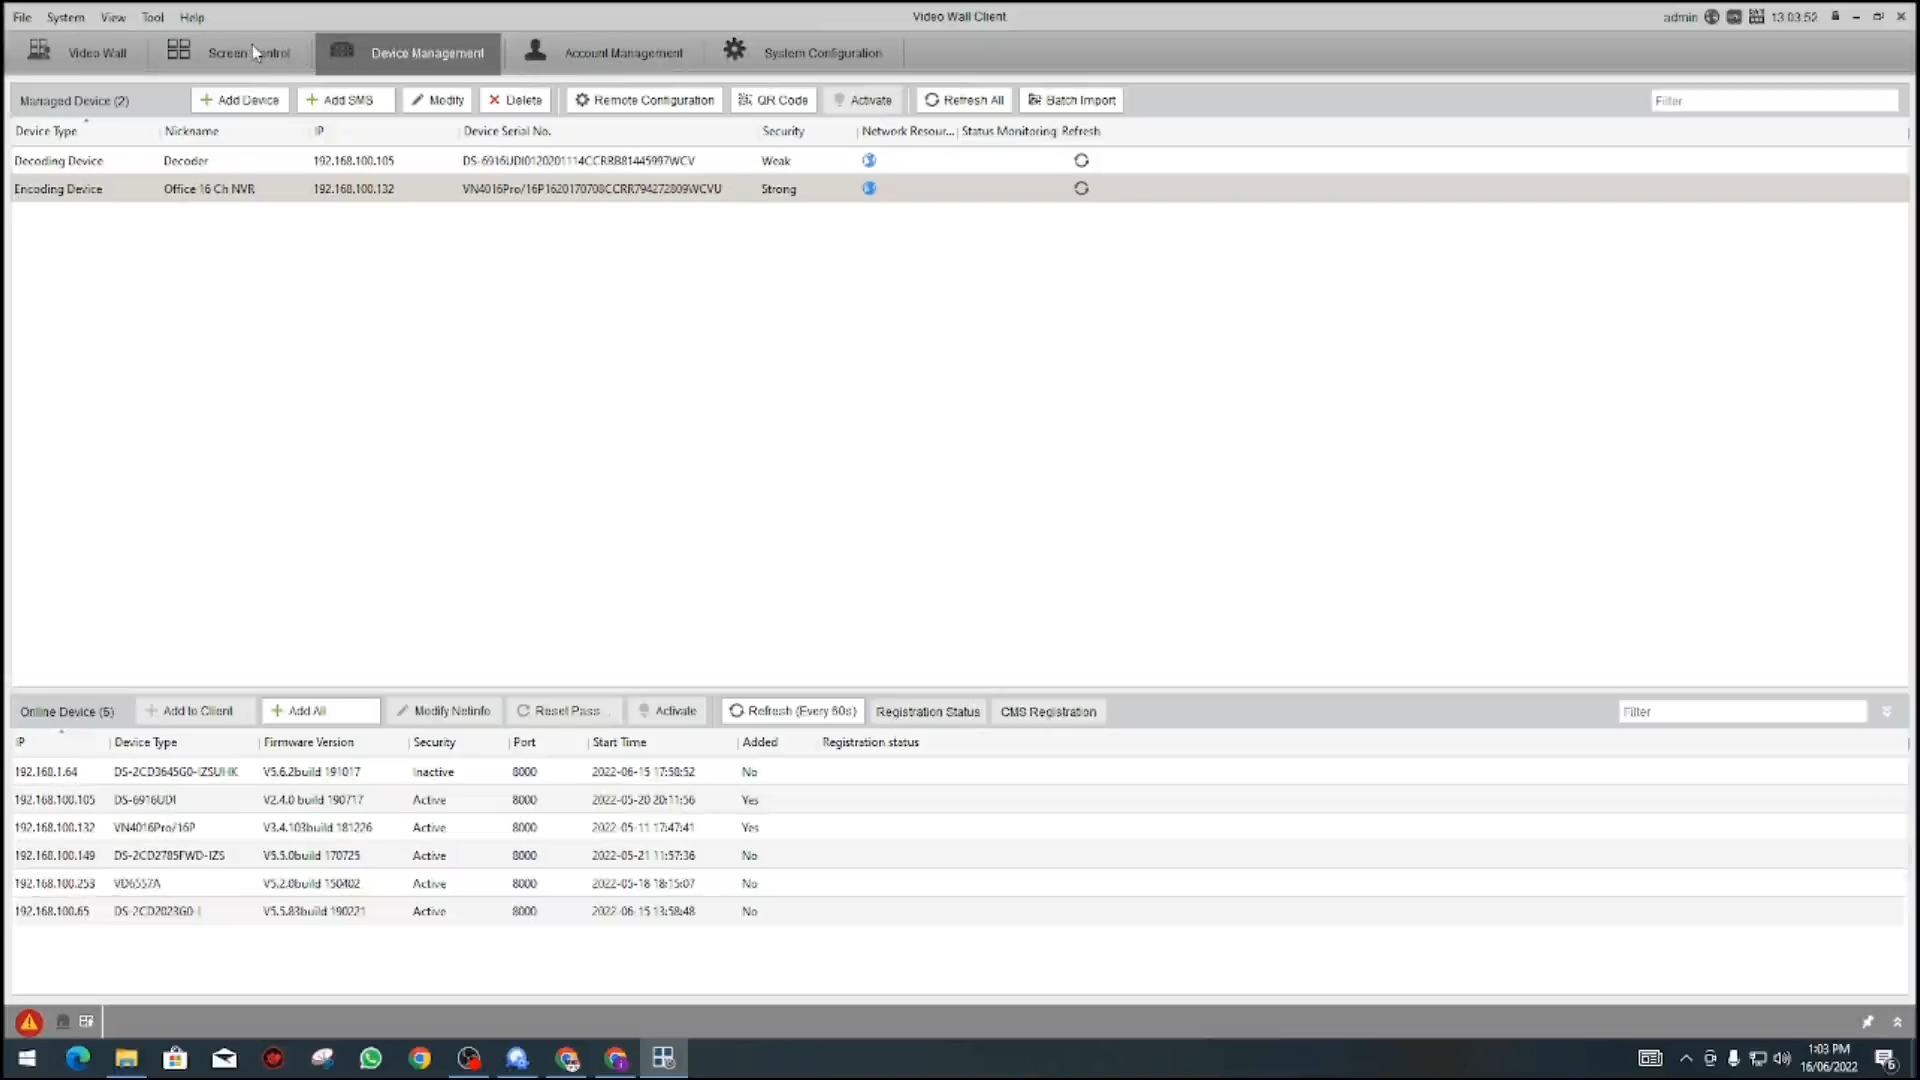 File System View Tool Help
Video Wall Client
admin 13:03:52
Video Wall
Screen Control
Device Management
Account Management
System Configuration
Managed Device (2)
Add Device
Add SMS
Modify
Delete
Remote Configuration
QR Code
Activate
Refresh All
Batch Import
Filter
Device Type Nickname IP Device Serial No. Security Network Resour... Status Monitoring Refresh
Decoding Device Decoder 192.168.100.105 DS-6916UDI0120201114CCRRB81445997WCV Weak
Encoding Device Office 16 Ch NVR 192.168.100.132 VN4016Pro/16P1620170708CCRR794272809WCVU Strong
Online Device (6)
Add to Client
Add All
Modify Netinfo
Reset Pass...
Activate
Refresh (Every 60s)
Registration Status
CMS Registration
Filter
IP Device Type Firmware Version Security Port Start Time Added Registration status
192.168.1.64 DS-2CD3645G0-IZSUHK V5.6.2build 191017 Inactive 8000 2022-06-15 17:58:52 No
192.168.100.105 DS-6916UDI V2.4.0 build 190717 Active 8000 2022-05-20 20:11:56 Yes
192.168.100.132 VN4016Pro/16P V3.4.103build 181226 Active 8000 2022-05-11 17:47:41 Yes
192.168.100.149 DS-2CD2785FWD-IZS V5.5.0build 170725 Active 8000 2022-05-21 11:57:36 No
192.168.100.253 VD6557A V5.2.0build 150402 Active 8000 2022-05-18 18:15:07 No
192.168.100.65 DS-2CD2023G0-I V5.5.83build 190221 Active 8000 2022-06-15 13:58:48 No
1:03 PM
16/06/2022
6